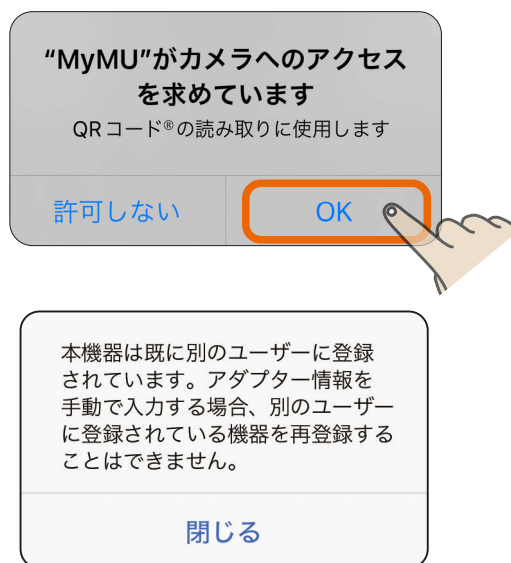 “MyMU”がカメラへのアクセス
を求めています
QRコード®の読み取りに使用します
許可しない
OK
本機器は既に別のユーザーに登録
されています。アダプター情報を
手動で入力する場合、別のユーザー
に登録されている機器を再登録する
ことはできません。
閉じる